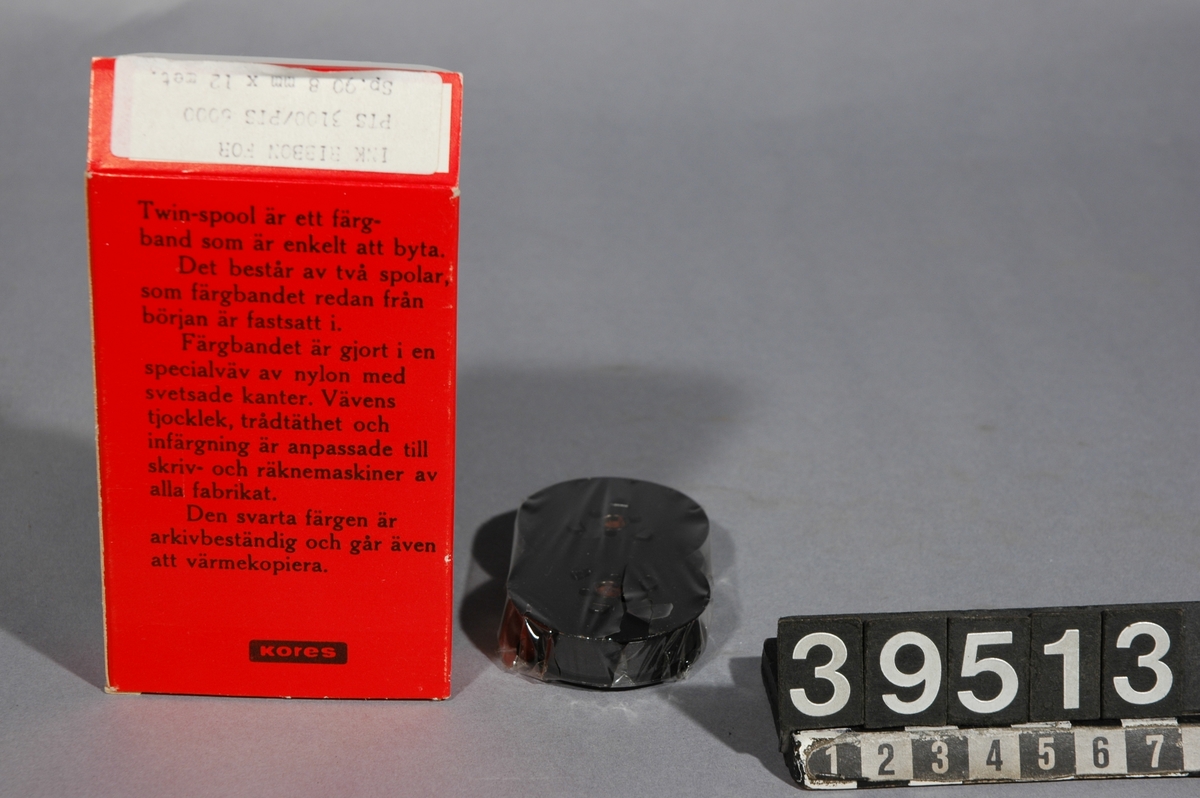 INK RIBBON FOR
PTS 3100/PTS 6000
Sp.90 8 mm x 12 met.
Twin-spool är ett färg-
band som är enkelt att byta.
Det består av två spolar,
som färgbandet redan från
början är fastsatt i.
Färgbandet är gjort i en
specialväv av nylon med
svetsade kanter. Vävens
tjocklek, trådtäthet och
infärgning är anpassade till
skriv- och räknemaskiner av
alla fabrikat.
Den svarta färgen är
arkivbeständig och går även
att värmekopiera.
Kores
39513
1 2 3 4 5 6 7